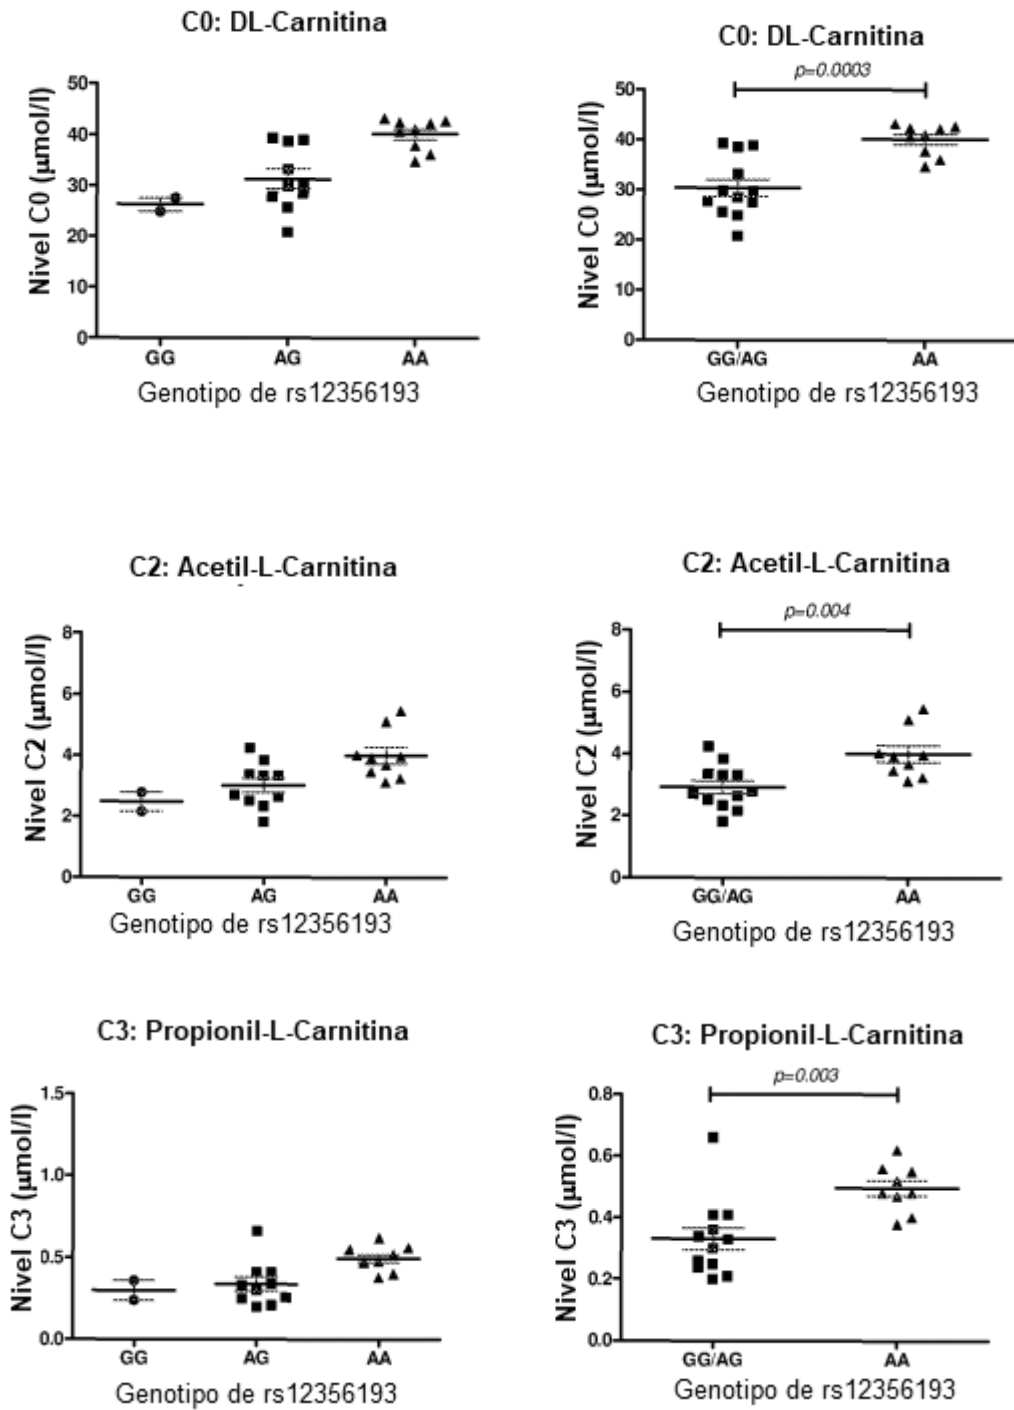 C0: DL-Carnitina
Nivel C0 (μmol/l)
50
40
30
20
10
0
GG AG AA
Genotipo de rs12356193
C0: DL-Carnitina
p=0.0003
Nivel C0 (μmol/l)
50
40
30
20
10
0
GG/AG AA
Genotipo de rs12356193
C2: Acetil-L-Carnitina
Nivel C2 (μmol/l)
8
6
4
2
0
GG AG AA
Genotipo de rs12356193
C2: Acetil-L-Carnitina
p=0.004
Nivel C2 (μmol/l)
8
6
4
2
0
GG/AG AA
Genotipo de rs12356193
C3: Propionil-L-Carnitina
Nivel C3 (μmol/l)
1.5
1.0
0.5
0.0
GG AG AA
Genotipo de rs12356193
C3: Propionil-L-Carnitina
p=0.003
Nivel C3 (μmol/l)
0.8
0.6
0.4
0.2
0.0
GG/AG AA
Genotipo de rs12356193